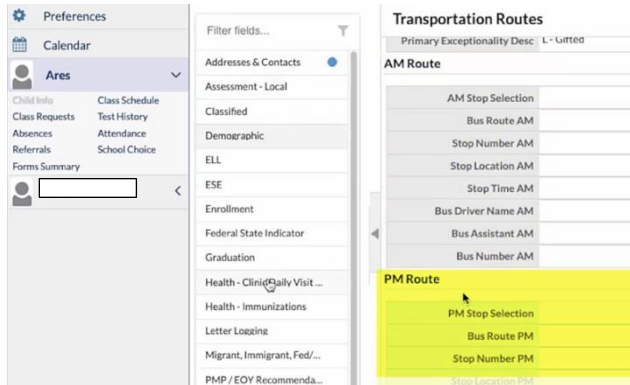 Preferences
Calendar
Ares
Child Info Class Schedule
Class Requests Test History
Absences Attendance
Referrals School Choice
Forms Summary
Filter fields...
Addresses & Contacts
Assessment - Local
Classified
Demographic
ELL
ESE
Enrollment
Federal State Indicator
Graduation
Health - Clinic Daily Visit ...
Health - Immunizations
Letter Logging
Migrant, Immigrant, Fed/...
PMP / EOY Recommenda...
Transportation Routes
Primary Exceptionality Desc L - Gifted
AM Route
AM Stop Selection
Bus Route AM
Stop Number AM
Stop Location AM
Stop Time AM
Bus Driver Name AM
Bus Assistant AM
Bus Number AM
PM Route
PM Stop Selection
Bus Route PM
Stop Number PM
Stop Location PM